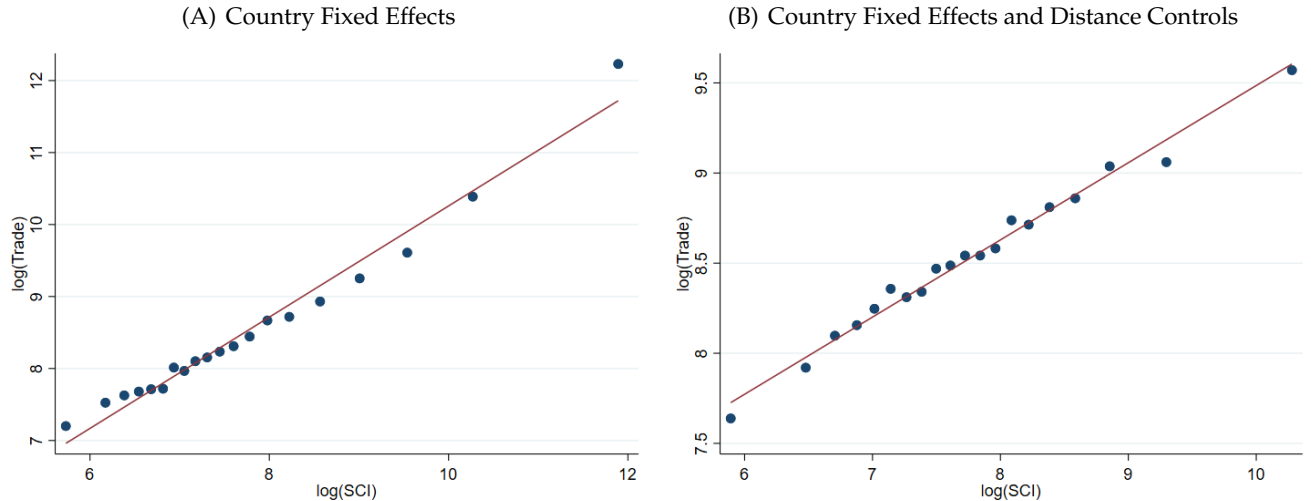 (A) Country Fixed Effects
12
11
10
9
8
7
log(Trade)
6 8 10 12
log(SCI)
(B) Country Fixed Effects and Distance Controls
9.5
9
8.5
8
7.5
log(Trade)
6 7 8 9 10
log(SCI)